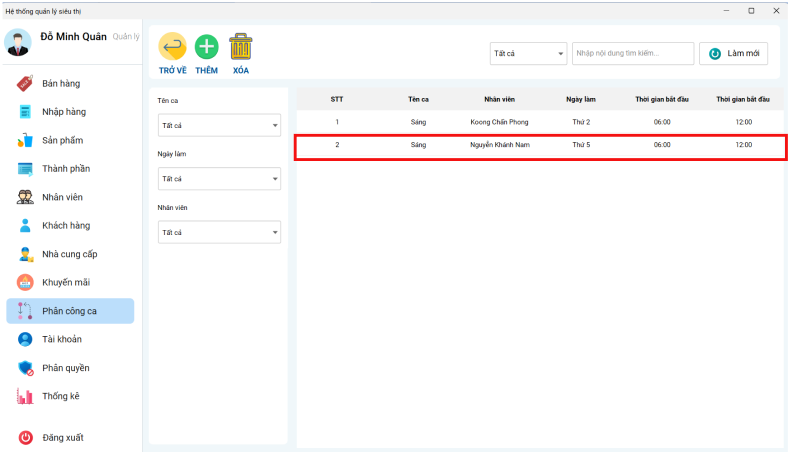 Hệ thống quản lý siêu thị
Đỗ Minh Quân Quản lý
Bán hàng
Nhập hàng
Sản phẩm
Thành phần
Nhân viên
Khách hàng
Nhà cung cấp
Khuyến mãi
Phân công ca
Tài khoản
Phân quyền
Thống kê
Đăng xuất
TRỞ VỀ THÊM XÓA
Tất cả Nhập nội dung tìm kiếm... Làm mới
Tên ca
Tất cả
Ngày làm
Tất cả
Nhân viên
Tất cả
STT Tên ca Nhân viên Ngày làm Thời gian bắt đầu Thời gian bắt đầu
1 Sáng Koong Chấn Phong Thứ 2 06:00 12:00
2 Sáng Nguyễn Khánh Nam Thứ 5 06:00 12:00